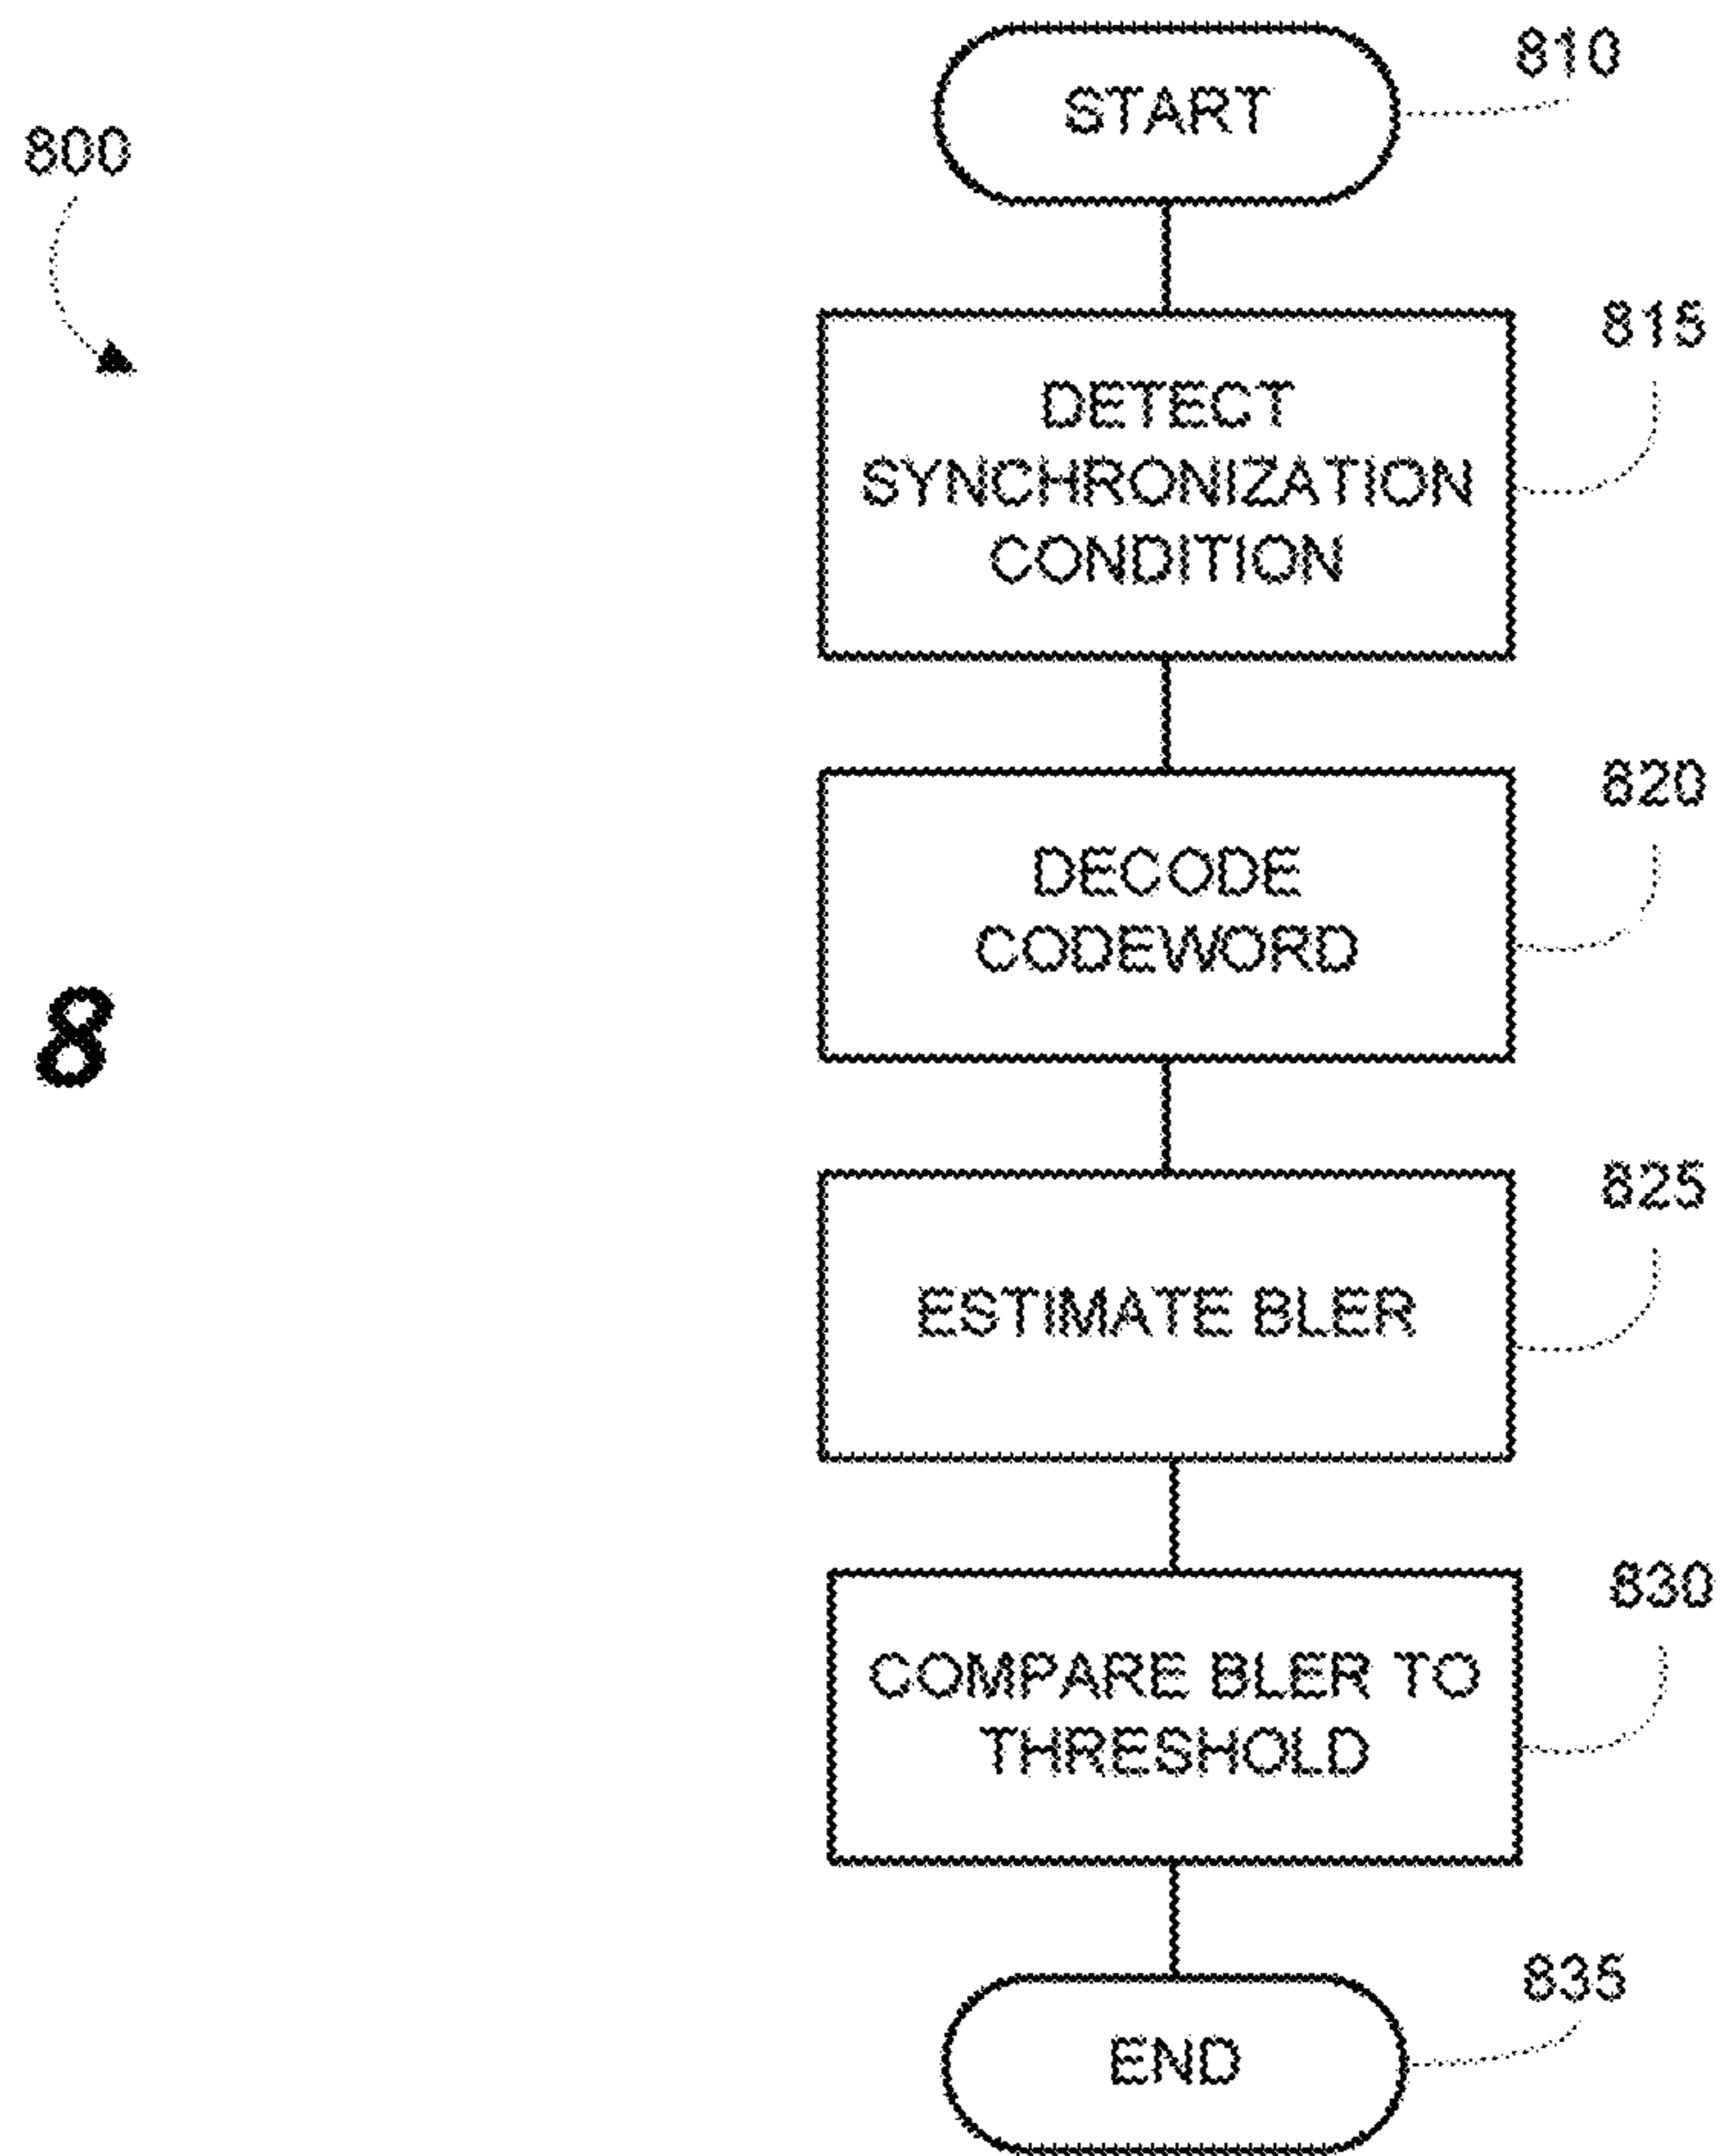 800
START
810
DETECT
SYNCHRONIZATION
CONDITION
815
DECODE
CODEWORD
820
8
ESTIMATE BLER
825
COMPARE BLER TO
THRESHOLD
830
END
835